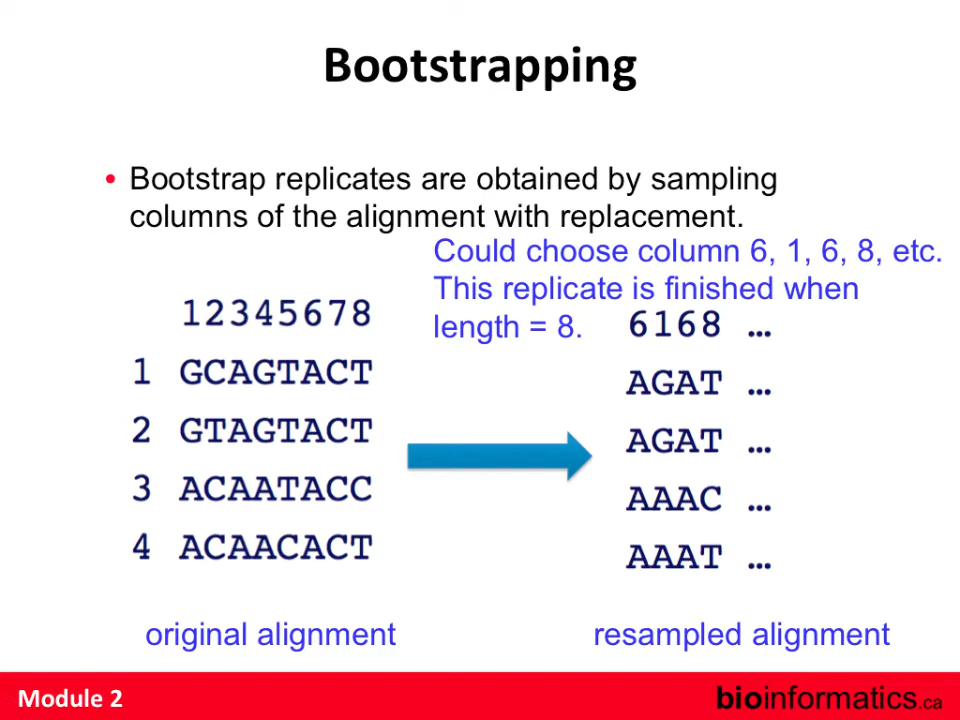 Bootstrapping
• Bootstrap replicates are obtained by sampling
columns of the alignment with replacement.
Could choose column 6, 1, 6, 8, etc.
This replicate is finished when
length = 8.
12345678
1 GCAGTACT
2 GTAGTACT
3 ACAATACC
4 ACAACACT
original alignment
6168 ...
AGAT ...
AGAT ...
AAAC ...
AAAT ...
resampled alignment
Module 2
bioinformatics.ca